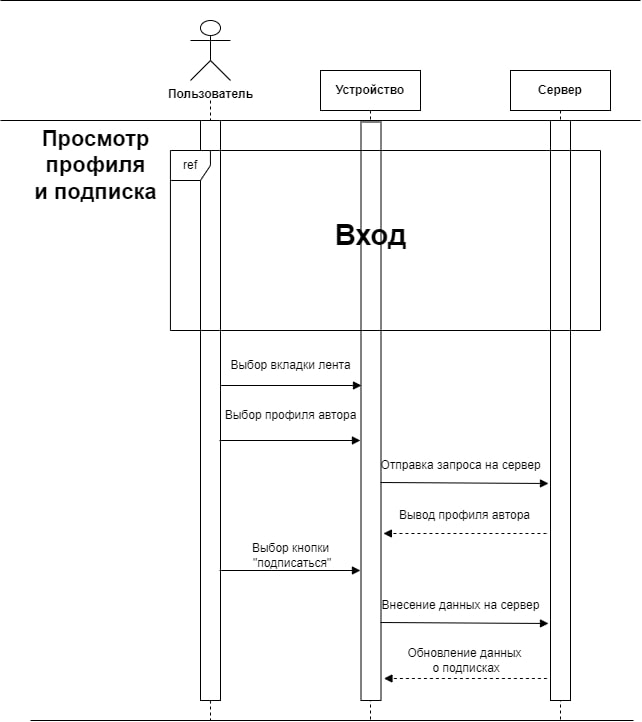 Пользователь
Устройство
Сервер
Просмотр
профиля
и подписка
ref
Вход
Выбор вкладки лента
Выбор профиля автора
Отправка запроса на сервер
Вывод профиля автора
Выбор кнопки
"подписаться"
Внесение данных на сервер
Обновление данных
о подписках